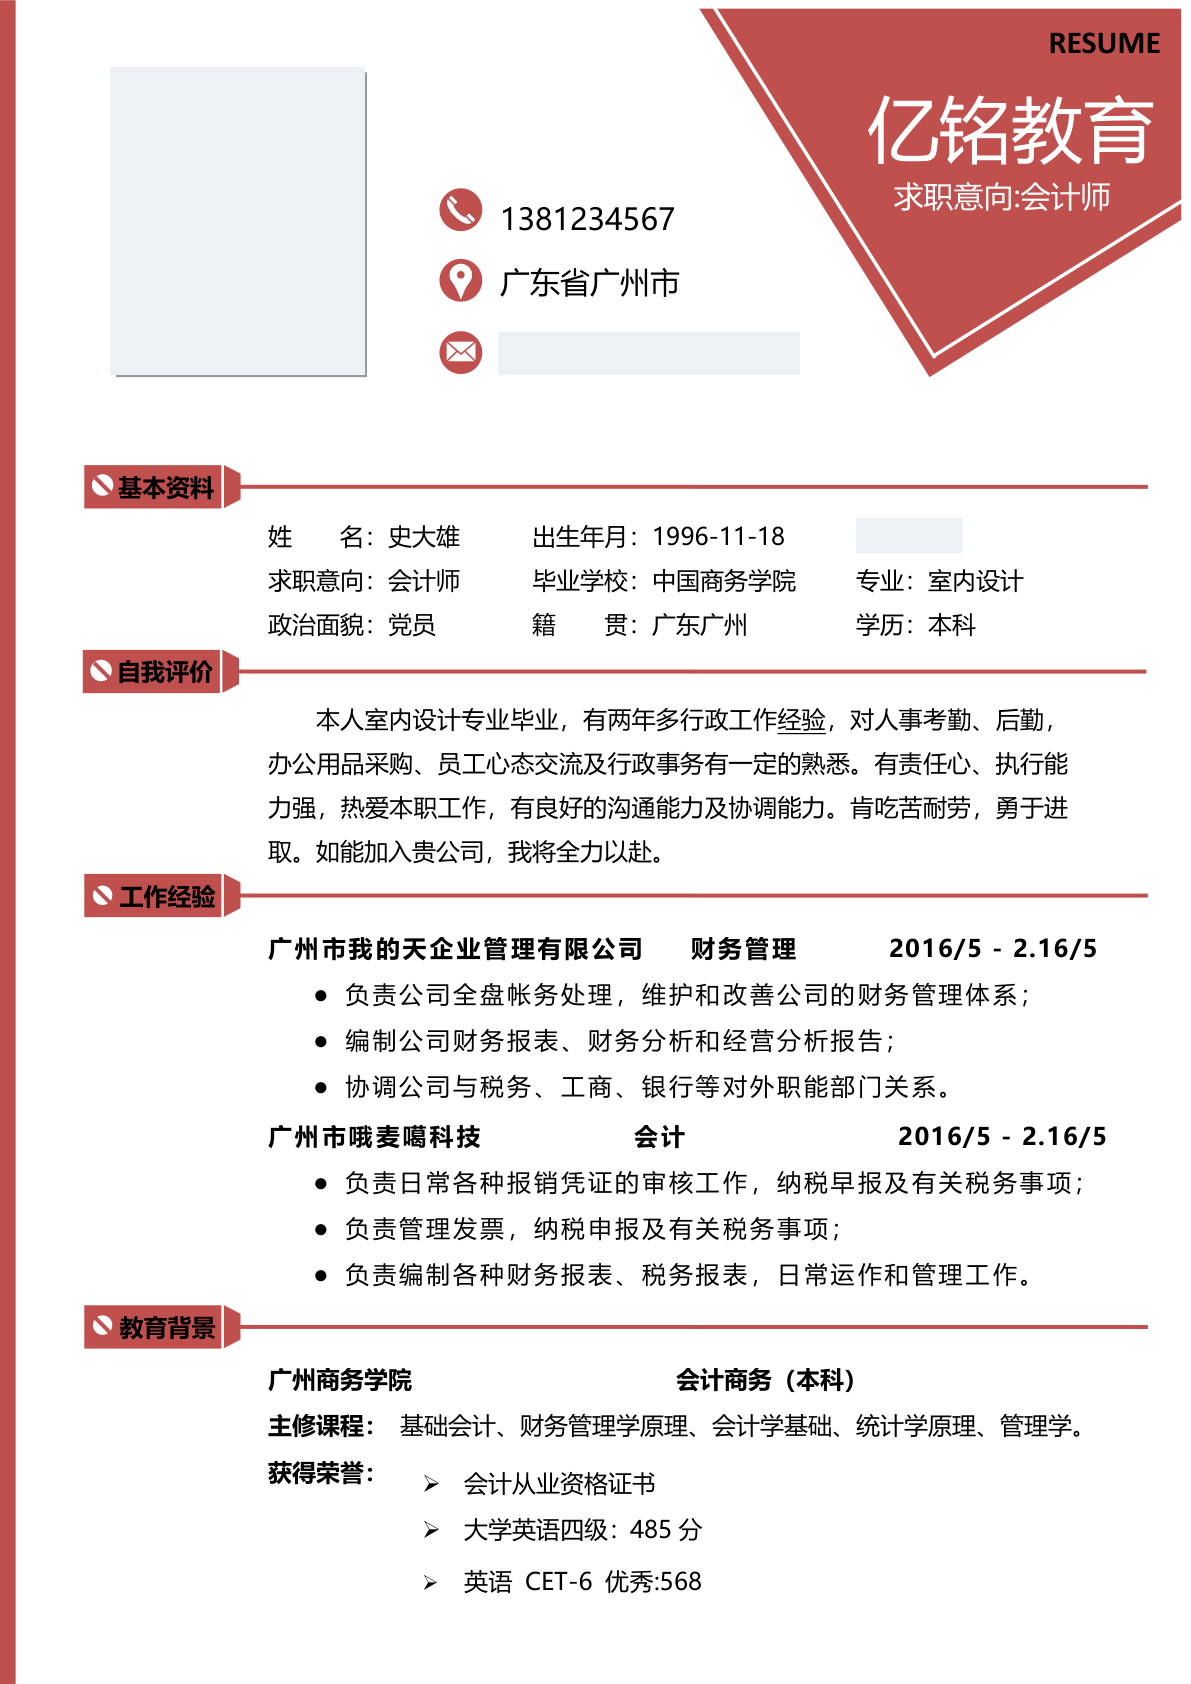 RESUME
亿铭教育
求职意向:会计师
1381234567
广东省广州市
基本资料
姓　　名：史大雄　　　出生年月：1996-11-18
求职意向：会计师　　　毕业学校：中国商务学院　　专业：室内设计
政治面貌：党员　　　　籍　　贯：广东广州　　　　学历：本科
自我评价
本人室内设计专业毕业，有两年多行政工作经验，对人事考勤、后勤，
办公用品采购、员工心态交流及行政事务有一定的熟悉。有责任心、执行能
力强，热爱本职工作，有良好的沟通能力及协调能力。肯吃苦耐劳，勇于进
取。如能加入贵公司，我将全力以赴。
工作经验
广州市我的天企业管理有限公司　　财务管理　　　2016/5 - 2.16/5
● 负责公司全盘帐务处理，维护和改善公司的财务管理体系；
● 编制公司财务报表、财务分析和经营分析报告；
● 协调公司与税务、工商、银行等对外职能部门关系。
广州市哦麦噶科技　　　　　　会计　　　　　　　2016/5 - 2.16/5
● 负责日常各种报销凭证的审核工作，纳税早报及有关税务事项；
● 负责管理发票，纳税申报及有关税务事项；
● 负责编制各种财务报表、税务报表，日常运作和管理工作。
教育背景
广州商务学院　　　　　　　　　　　会计商务（本科）
主修课程：　基础会计、财务管理学原理、会计学基础、统计学原理、管理学。
获得荣誉：
➢ 会计从业资格证书
➢ 大学英语四级：485 分
➢ 英语 CET-6 优秀:568